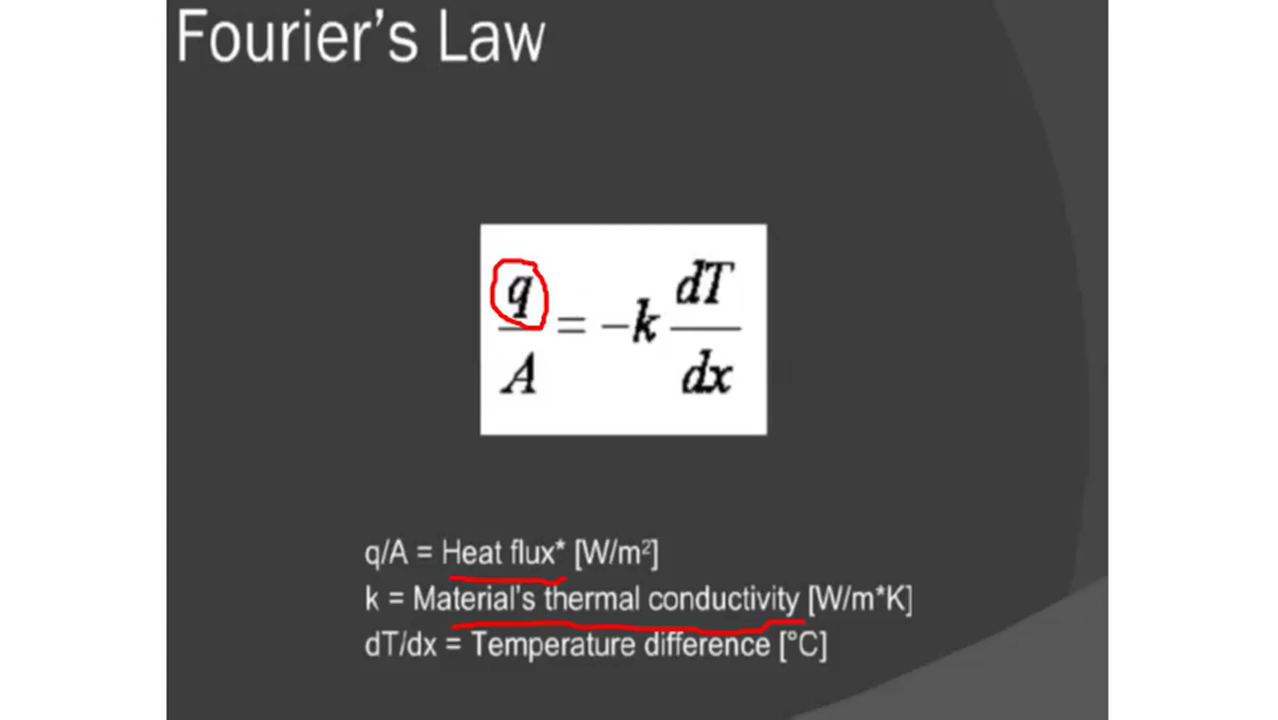 Fourier's Law
q/A = -k dT/dx
q/A = Heat flux* [W/m²]
k = Material's thermal conductivity [W/m*K]
dT/dx = Temperature difference [°C]